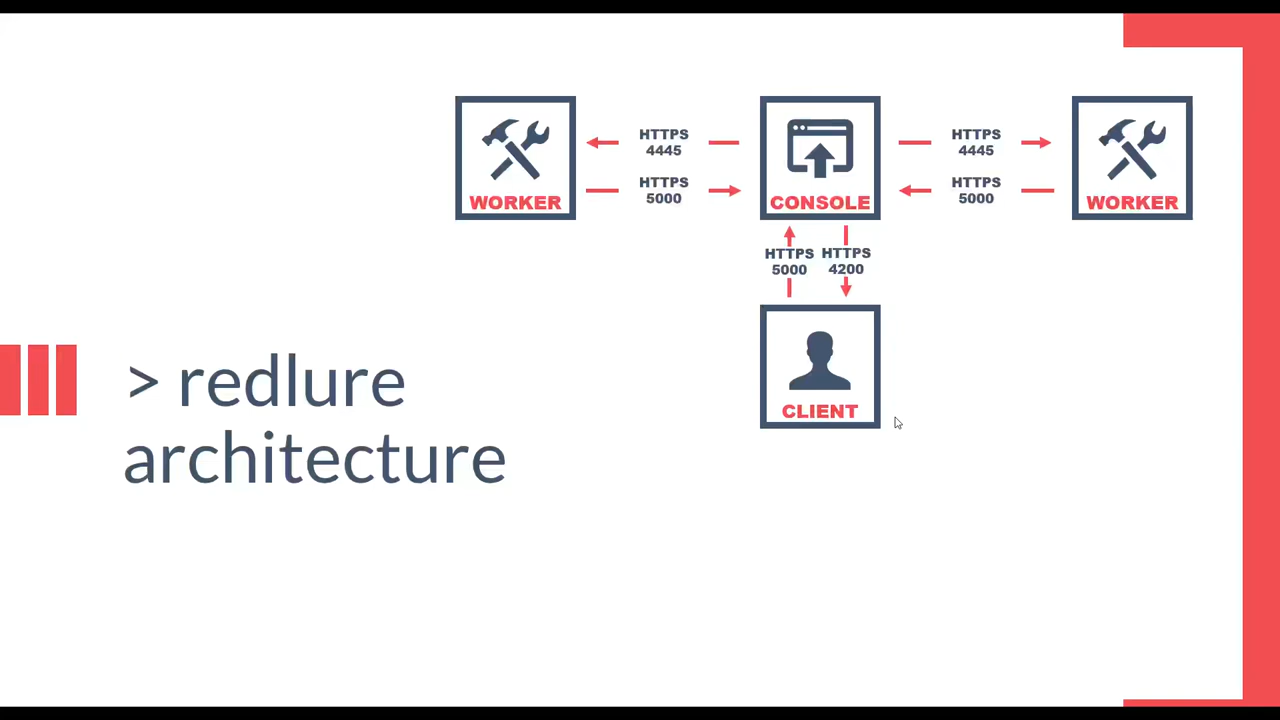 HTTPS
4445
HTTPS
5000
WORKER
CONSOLE
HTTPS
4445
HTTPS
5000
WORKER
HTTPS
5000
HTTPS
4200
CLIENT
> redlure
architecture